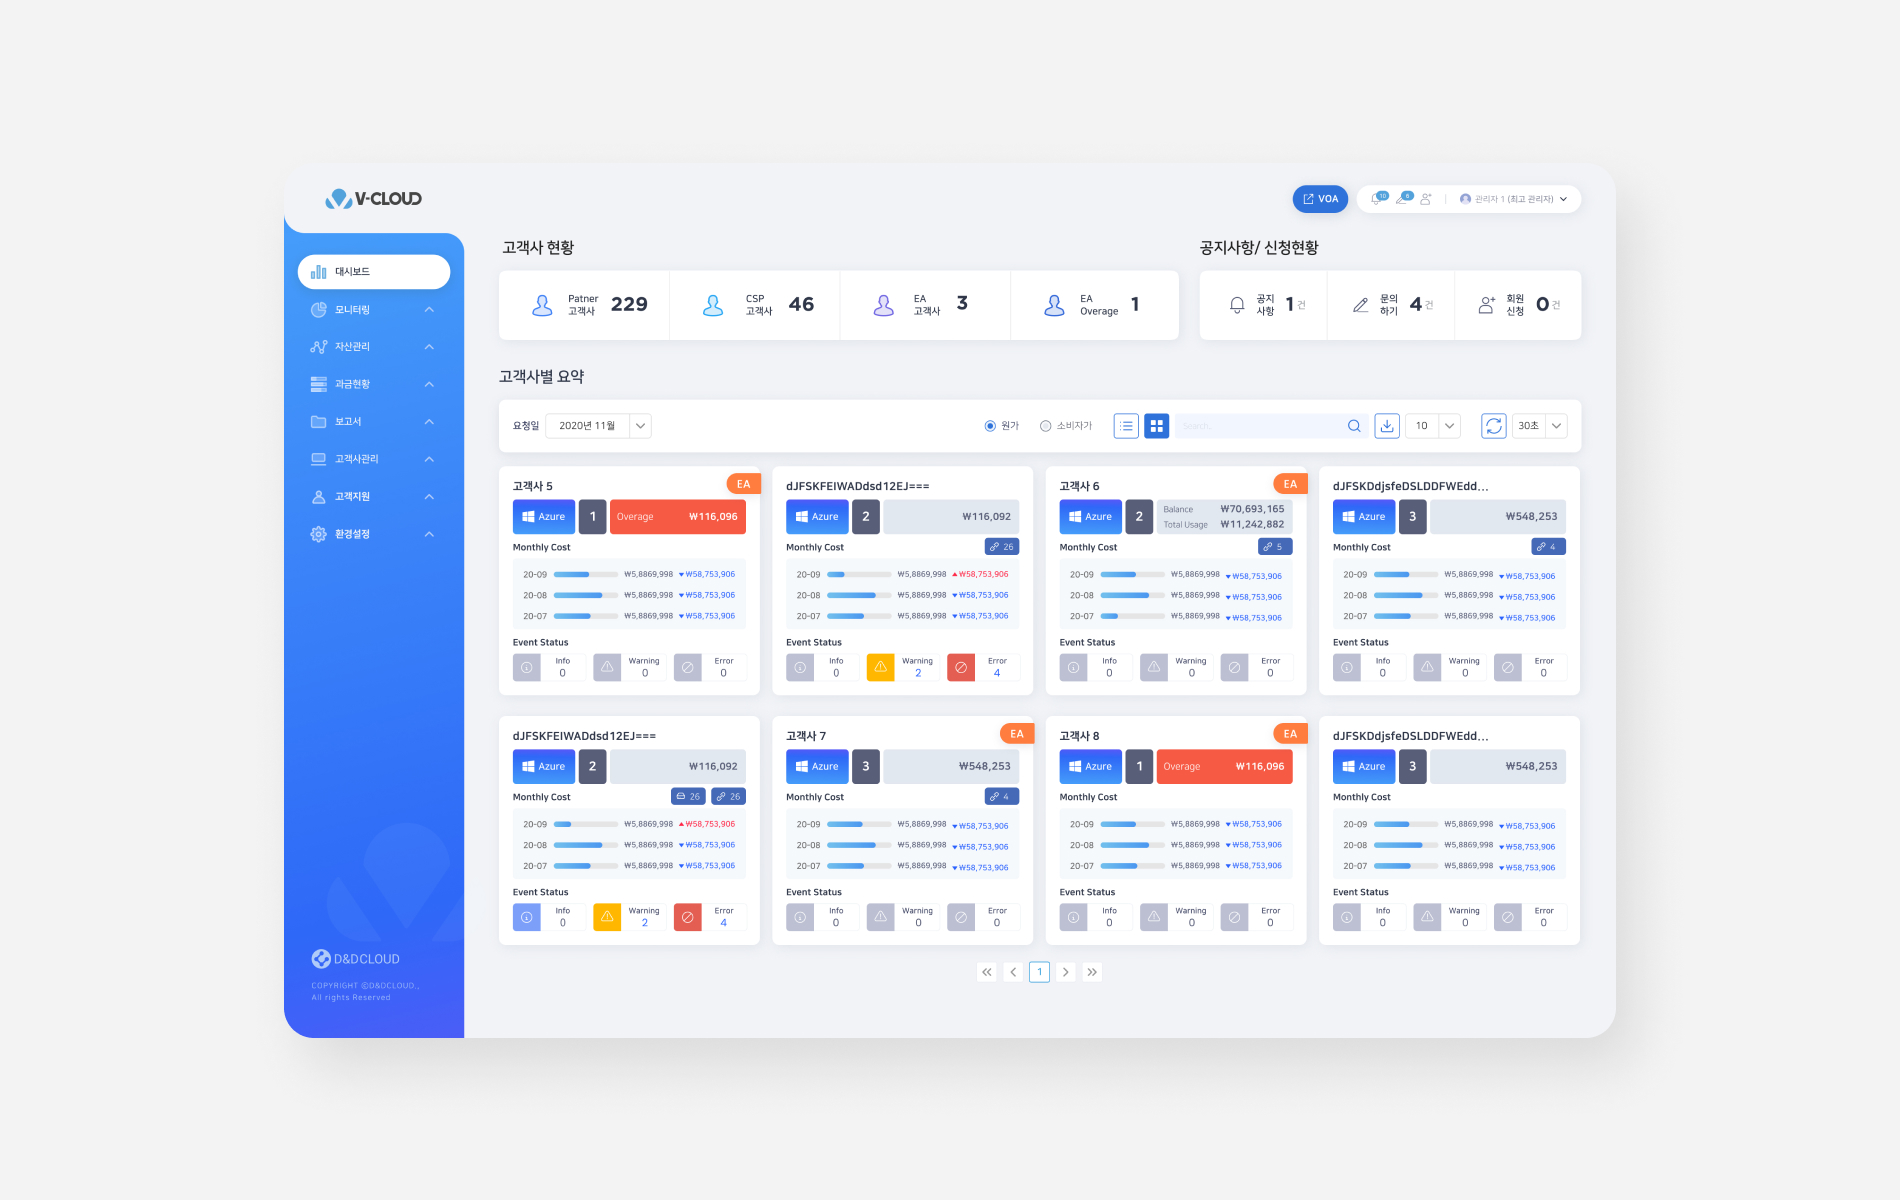 V-CLOUD
VOA
10
6
관리자 1 (최고 관리자)
대시보드
모니터링
자산관리
과금현황
보고서
고객사관리
고객지원
환경설정
D&DCLOUD
COPYRIGHT ⓒD&DCLOUD.,
All rights Reserved
고객사 현황
Patner
고객사
229
CSP
고객사
46
EA
고객사
3
EA
Overage
1
공지사항/ 신청현황
공지
사항
1 건
문의
하기
4 건
회원
신청
0 건
고객사별 요약
요청일
2020년 11월
원가
소비자가
Search..
10
30초
고객사 5
EA
Azure
1
Overage ₩116,096
Monthly Cost
20-09 ₩5,8869,998 ▼₩58,753,906
20-08 ₩5,8869,998 ▼₩58,753,906
20-07 ₩5,8869,998 ▼₩58,753,906
Event Status
Info
0
Warning
0
Error
0
dJFSKFEIWADdsd12EJ===
Azure
2
₩116,092
Monthly Cost
26
20-09 ₩5,8869,998 ▲₩58,753,906
20-08 ₩5,8869,998 ▼₩58,753,906
20-07 ₩5,8869,998 ▼₩58,753,906
Event Status
Info
0
Warning
2
Error
4
고객사 6
EA
Azure
2
Balance ₩70,693,165
Total Usage ₩11,242,882
Monthly Cost
5
20-09 ₩5,8869,998 ▼₩58,753,906
20-08 ₩5,8869,998 ▼₩58,753,906
20-07 ₩5,8869,998 ▼₩58,753,906
Event Status
Info
0
Warning
0
Error
0
dJFSKDdjsfeDSLDDFWEdd...
Azure
3
₩548,253
Monthly Cost
4
20-09 ₩5,8869,998 ▼₩58,753,906
20-08 ₩5,8869,998 ▼₩58,753,906
20-07 ₩5,8869,998 ▼₩58,753,906
Event Status
Info
0
Warning
0
Error
0
dJFSKFEIWADdsd12EJ===
Azure
2
₩116,092
Monthly Cost
26
26
20-09 ₩5,8869,998 ▲₩58,753,906
20-08 ₩5,8869,998 ▼₩58,753,906
20-07 ₩5,8869,998 ▼₩58,753,906
Event Status
Info
0
Warning
2
Error
4
고객사 7
EA
Azure
3
₩548,253
Monthly Cost
4
20-09 ₩5,8869,998 ▼₩58,753,906
20-08 ₩5,8869,998 ▼₩58,753,906
20-07 ₩5,8869,998 ▼₩58,753,906
Event Status
Info
0
Warning
0
Error
0
고객사 8
EA
Azure
1
Overage ₩116,096
Monthly Cost
20-09 ₩5,8869,998 ▼₩58,753,906
20-08 ₩5,8869,998 ▼₩58,753,906
20-07 ₩5,8869,998 ▼₩58,753,906
Event Status
Info
0
Warning
0
Error
0
dJFSKDdjsfeDSLDDFWEdd...
Azure
3
₩548,253
Monthly Cost
20-09 ₩5,8869,998 ▼₩58,753,906
20-08 ₩5,8869,998 ▼₩58,753,906
20-07 ₩5,8869,998 ▼₩58,753,906
Event Status
Info
0
Warning
0
Error
0
1